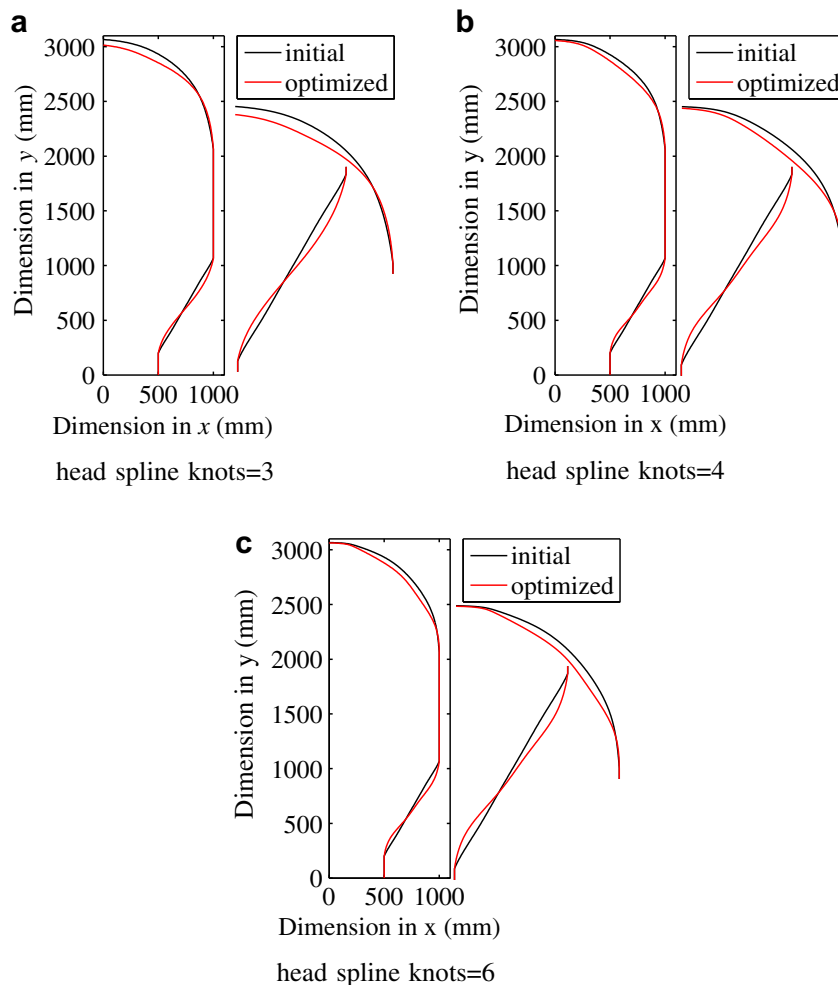 a
3000
2500
2000
1500
1000
500
0
Dimension in y (mm)
0 500 1000
Dimension in x (mm)
initial
optimized
head spline knots=3
b
3000
2500
2000
1500
1000
500
0
Dimension in y (mm)
0 500 1000
Dimension in x (mm)
initial
optimized
head spline knots=4
c
3000
2500
2000
1500
1000
500
0
Dimension in y (mm)
0 500 1000
Dimension in x (mm)
initial
optimized
head spline knots=6